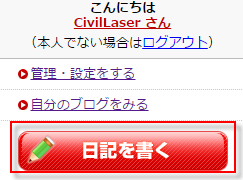 こんにちは
CivilLaser さん
（本人でない場合はログアウト）
管理・設定をする
自分のブログをみる
日記を書く